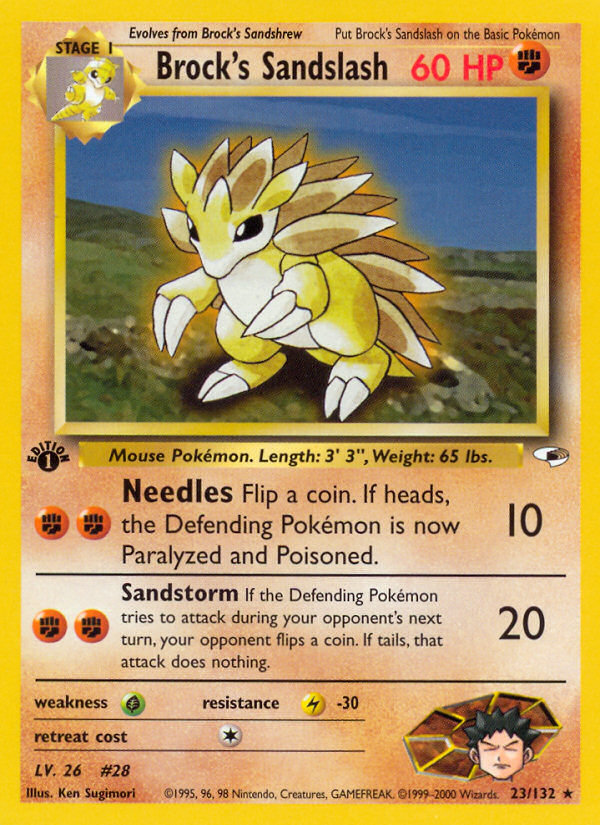 Evolves from Brock's Sandshrew
Put Brock's Sandslash on the Basic Pokémon
STAGE 1
Brock's Sandslash 60 HP
EDITION
1
Mouse Pokémon. Length: 3' 3", Weight: 65 lbs.
Needles Flip a coin. If heads,
the Defending Pokémon is now
Paralyzed and Poisoned.
10
Sandstorm If the Defending Pokémon
tries to attack during your opponent's next
turn, your opponent flips a coin. If tails, that
attack does nothing.
20
weakness
resistance -30
retreat cost
LV. 26 #28
Illus. Ken Sugimori
©1995, 96, 98 Nintendo, Creatures, GAMEFREAK. ©1999-2000 Wizards.
23/132 ★